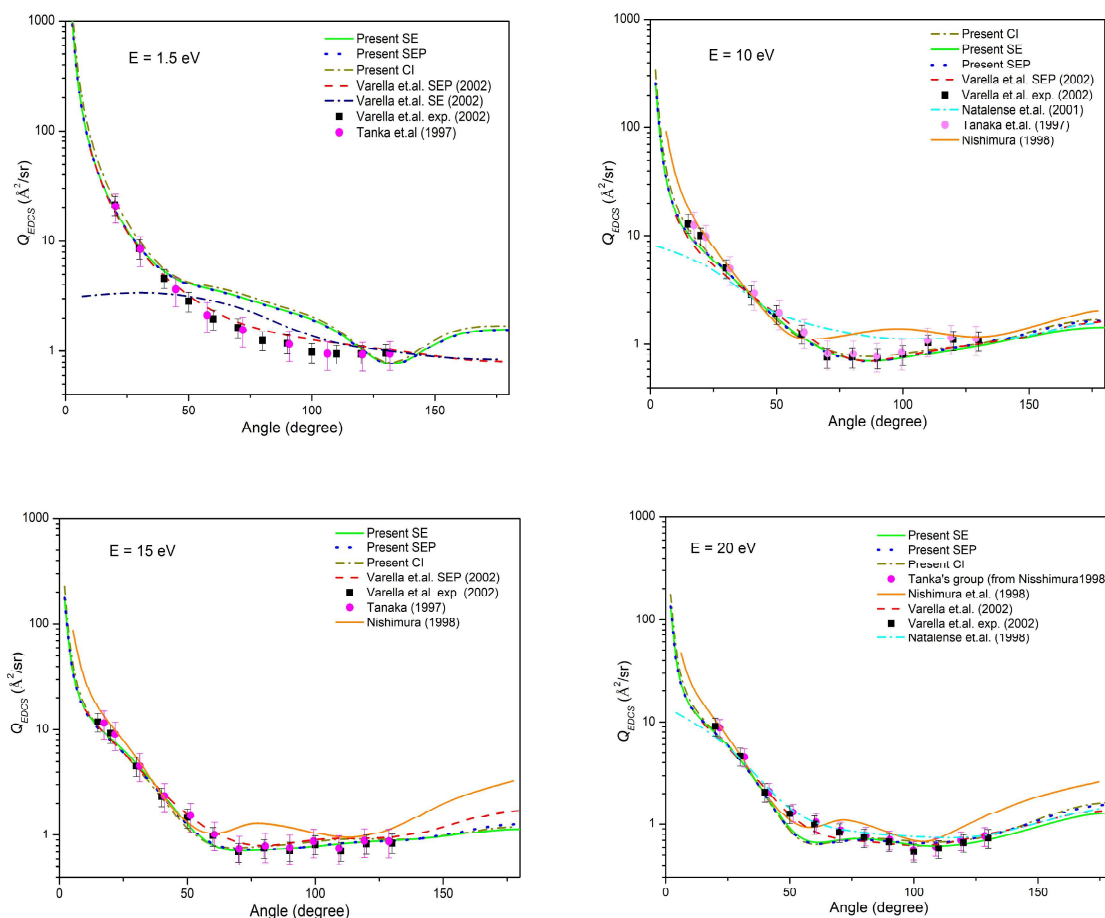 E = 1.5 eV
Present SE
Present SEP
Present CI
Varella et.al. SEP (2002)
Varella et.al. SE (2002)
Varella et.al. exp. (2002)
Tanka et.al (1997)
1000
100
10
1
Q_EDCS (Å²/sr)
0
50
100
150
Angle (degree)
E = 10 eV
Present CI
Present SE
Present SEP
Varella et.al. SEP (2002)
Varella et.al. exp. (2002)
Natalense et.al. (2001)
Tanaka et.al. (1997)
Nishimura (1998)
1000
100
10
1
Q_EDCS (Å²/sr)
0
50
100
150
Angle (degree)
E = 15 eV
Present SE
Present SEP
Present CI
Varella et.al. SEP (2002)
Varella et.al. exp. (2002)
Tanaka (1997)
Nishimura (1998)
1000
100
10
1
Q_EDCS (Å²/sr)
0
50
100
150
Angle (degree)
E = 20 eV
Present SE
Present SEP
Present CI
Tanka's group (from Nisshimura1998
Nishimura et.al. (1998)
Varella et.al. (2002)
Varella et.al. exp. (2002)
Natalense et.al. (1998)
1000
100
10
1
Q_EDCS (Å²/sr)
0
50
100
150
Angle (degree)